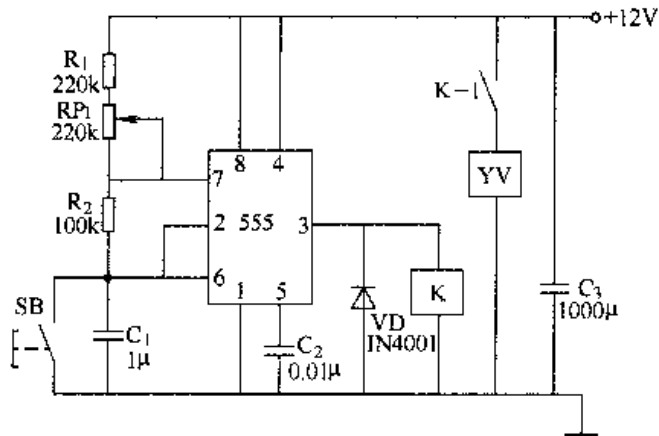 +12V
R1
220k
RP1
220k
K-1
8
4
YV
7
R2
100k
2
555
3
6
K
SB
1
5
C3
1000μ
VD
IN4001
C1
1μ
C2
0.01μ